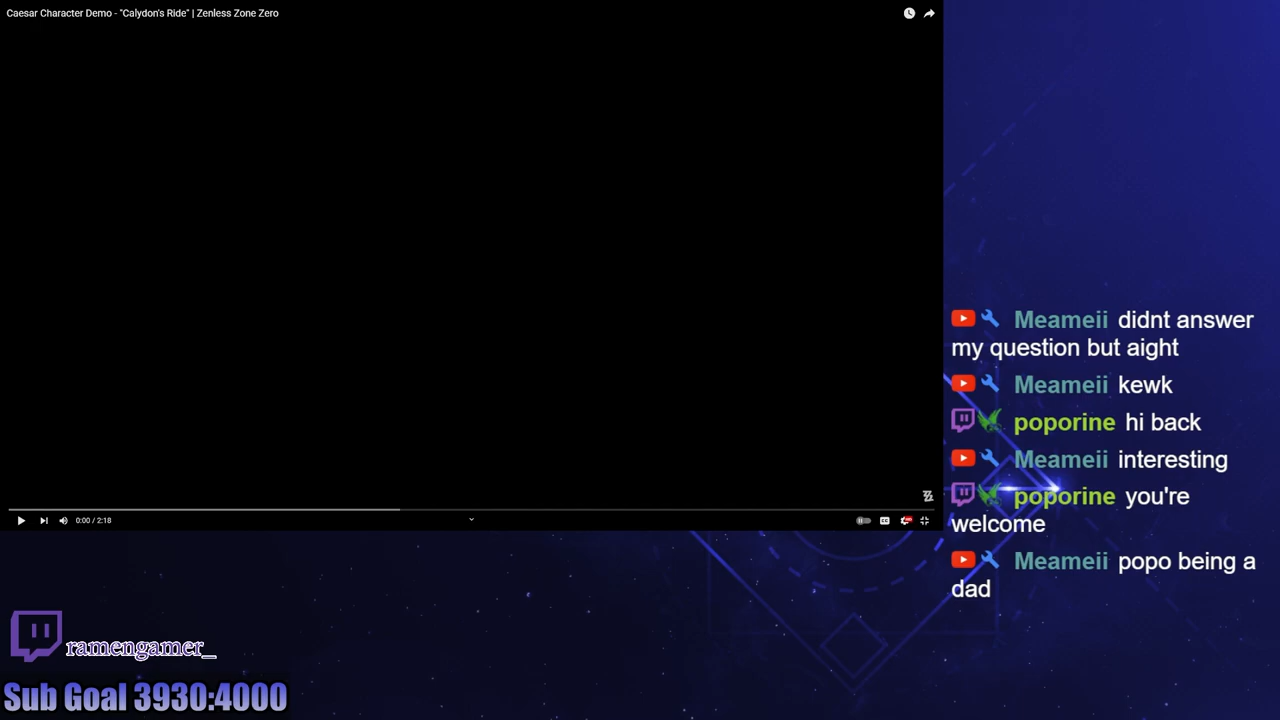 Caesar Character Demo - "Calydon's Ride" | Zenless Zone Zero
0:00 / 2:18
Meameii didnt answer
my question but aight
Meameii kewk
poporine hi back
Meameii interesting
poporine you're
welcome
Meameii popo being a
dad
ramengamer_
Sub Goal 3930:4000